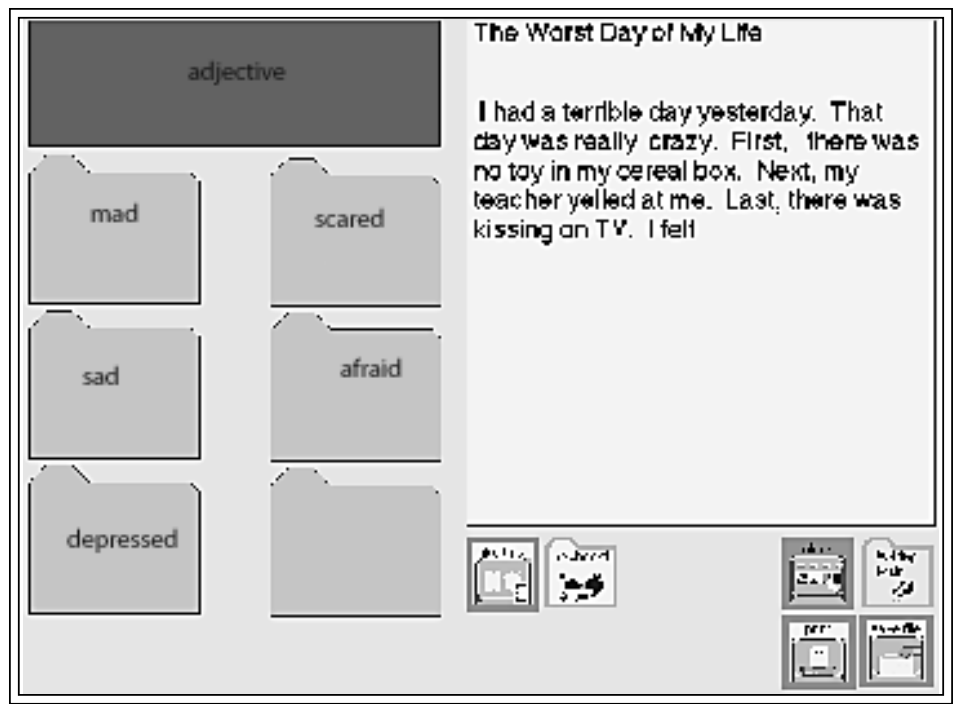 adjective
mad
scared
sad
afraid
depressed
The Worst Day of My Life
I had a terrible day yesterday. That
day was really crazy. First, there was
no toy in my cereal box. Next, my
teacher yelled at me. Last, there was
kissing on TV. I felt
print